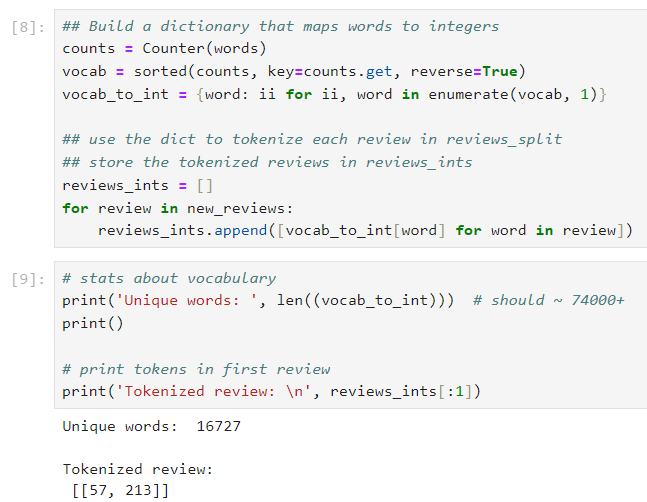 [8]: ## Build a dictionary that maps words to integers
counts = Counter(words)
vocab = sorted(counts, key=counts.get, reverse=True)
vocab_to_int = {word: ii for ii, word in enumerate(vocab, 1)}

## use the dict to tokenize each review in reviews_split
## store the tokenized reviews in reviews_ints
reviews_ints = []
for review in new_reviews:
    reviews_ints.append([vocab_to_int[word] for word in review])

[9]: # stats about vocabulary
print('Unique words: ', len((vocab_to_int)))  # should ~ 74000+
print()

# print tokens in first review
print('Tokenized review: \n', reviews_ints[:1])

Unique words:  16727

Tokenized review:
 [[57, 213]]